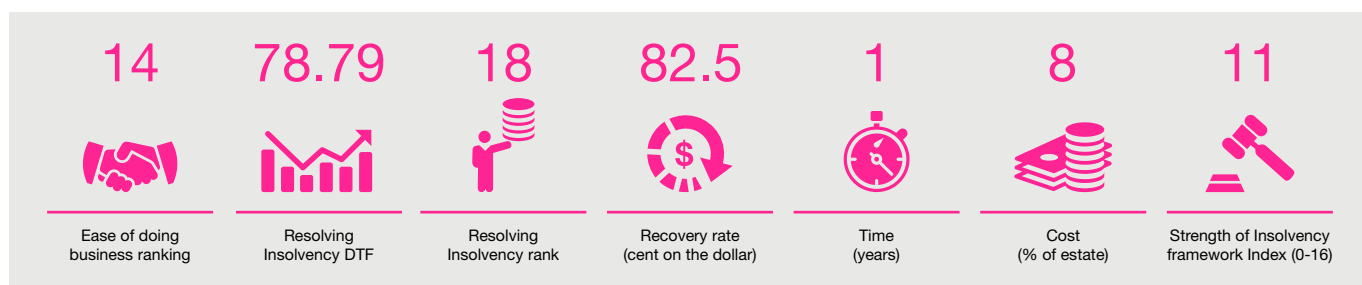 14
78.79
18
82.5
1
8
11
$
Ease of doing
business ranking
Resolving
Insolvency DTF
Resolving
Insolvency rank
Recovery rate
(cent on the dollar)
Time
(years)
Cost
(% of estate)
Strength of Insolvency
framework Index (0-16)